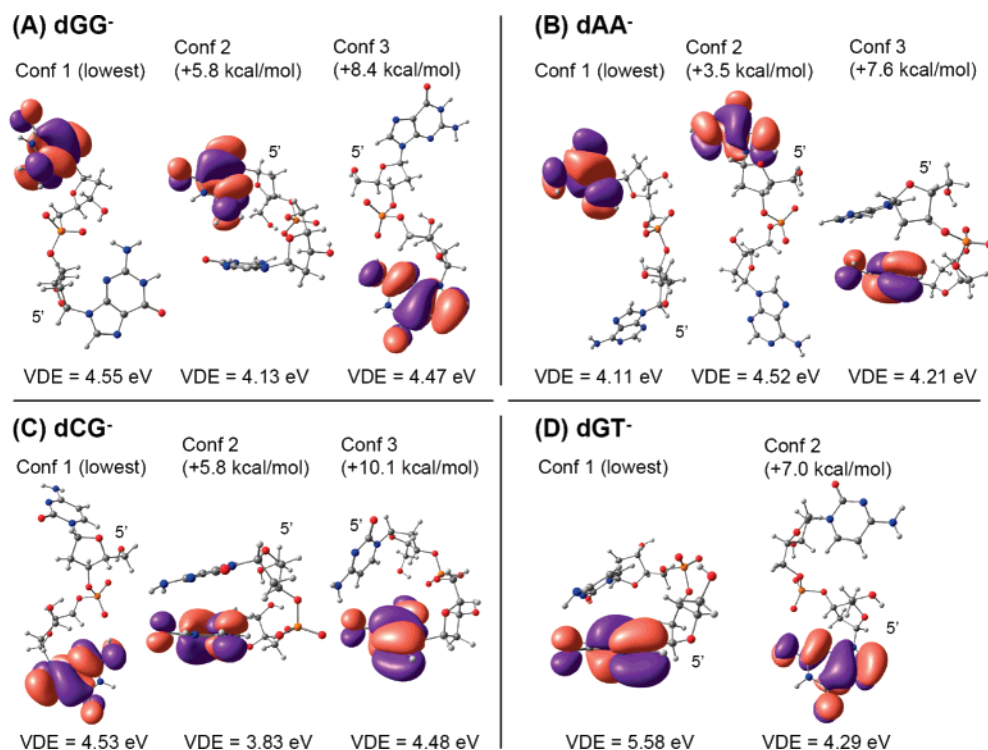 (A) dGG-
Conf 1 (lowest)
Conf 2
(+5.8 kcal/mol)
Conf 3
(+8.4 kcal/mol)
5'
5'
5'
VDE = 4.55 eV
VDE = 4.13 eV
VDE = 4.47 eV
(B) dAA-
Conf 1 (lowest)
Conf 2
(+3.5 kcal/mol)
Conf 3
(+7.6 kcal/mol)
5'
5'
5'
VDE = 4.11 eV
VDE = 4.52 eV
VDE = 4.21 eV
(C) dCG-
Conf 1 (lowest)
Conf 2
(+5.8 kcal/mol)
Conf 3
(+10.1 kcal/mol)
5'
5'
5'
VDE = 4.53 eV
VDE = 3.83 eV
VDE = 4.48 eV
(D) dGT-
Conf 1 (lowest)
Conf 2
(+7.0 kcal/mol)
5'
5'
VDE = 5.58 eV
VDE = 4.29 eV